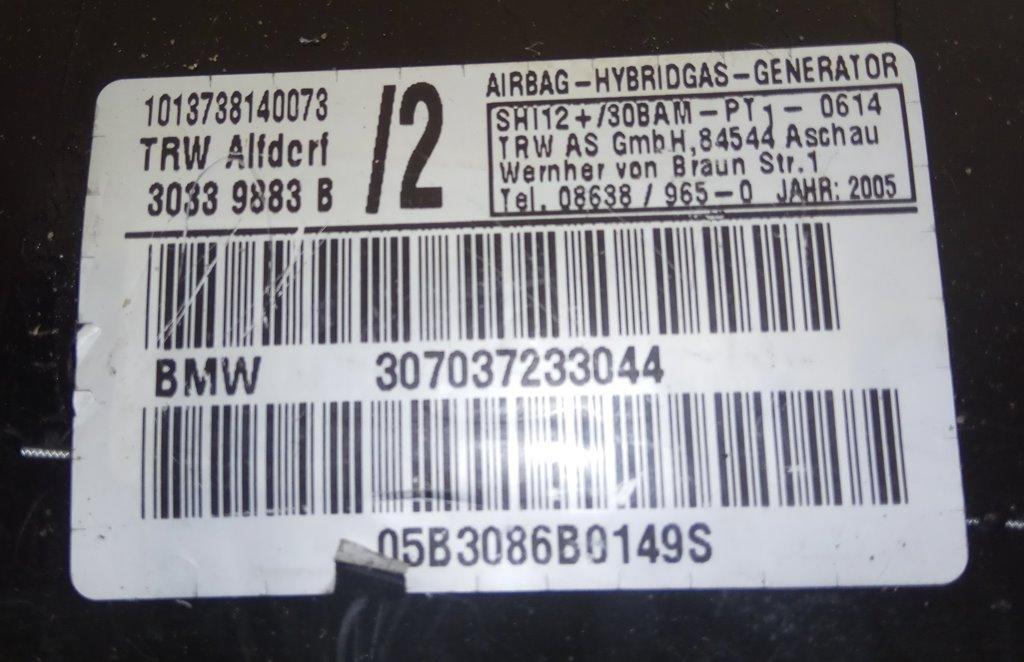 1013738140073
TRW Alfdorf
3033 9883 B
/2
AIRBAG-HYBRIDGAS-GENERATOR
SHI12+/30BAM-PT1-0614
TRW AS GmbH,84544 Aschau
Wernher von Braun Str.1
Tel. 08638 / 965-0 JAHR: 2005
BMW 307037233044
05B3086B0149S